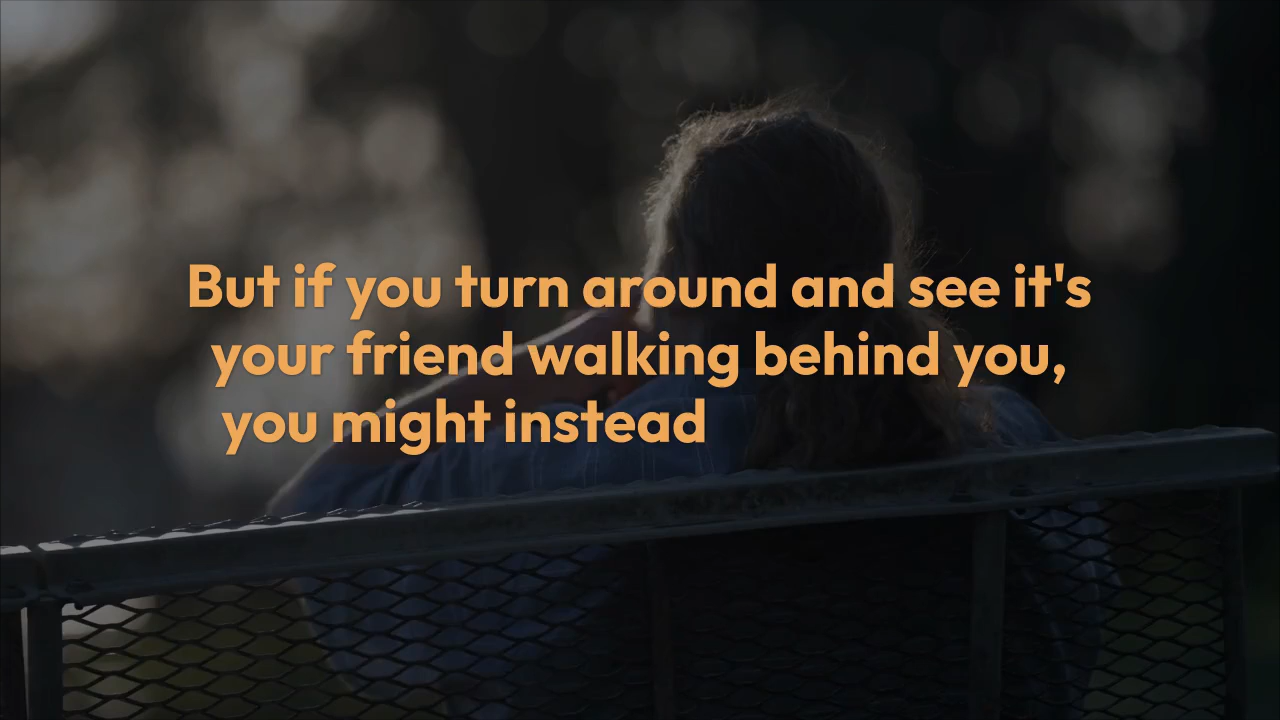 But if you turn around and see it's
your friend walking behind you,
you might instead